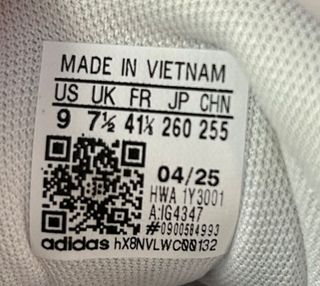 MADE IN VIETNAM
US UK FR JP CHN
9 7½ 41⅓ 260 255
04/25
HWA 1Y3001
A:IG4347
#0900584993
adidas hX8NVLWC00132